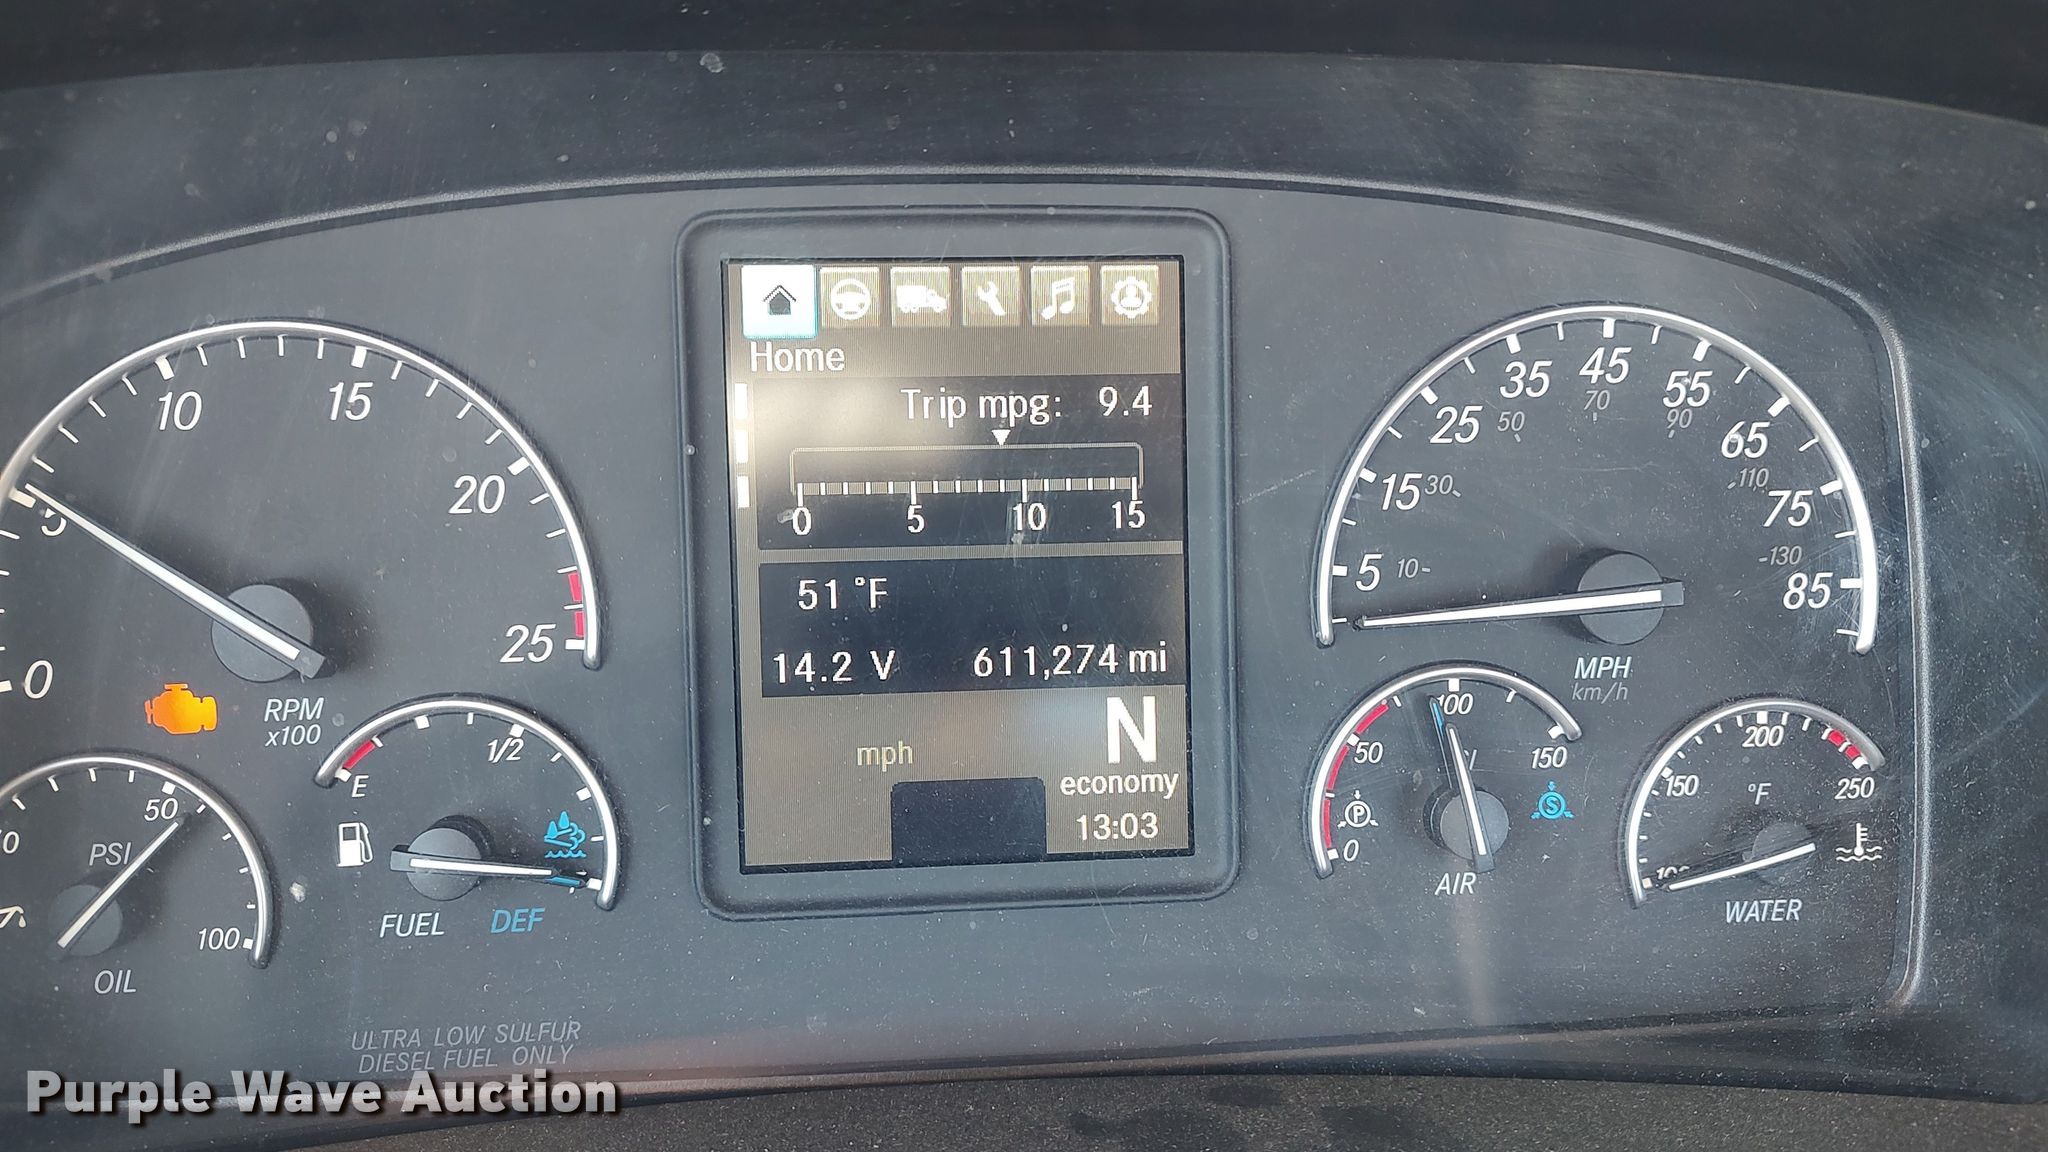 Home
Trip mpg: 9.4
0 5 10 15
51 °F
14.2 V 611,274 mi
mph
N
economy
13:03
0 5 10 15 20 25
RPM
x100
E 1/2
FUEL DEF
50 100
PSI
OIL
5 15 25 35 45 55 65 75 85
10 30 50 70 90 110 130
MPH
km/h
0 50 100 150
P
S
AIR
100 150 200 250
°F
WATER
ULTRA LOW SULFUR
DIESEL FUEL ONLY
Purple Wave Auction